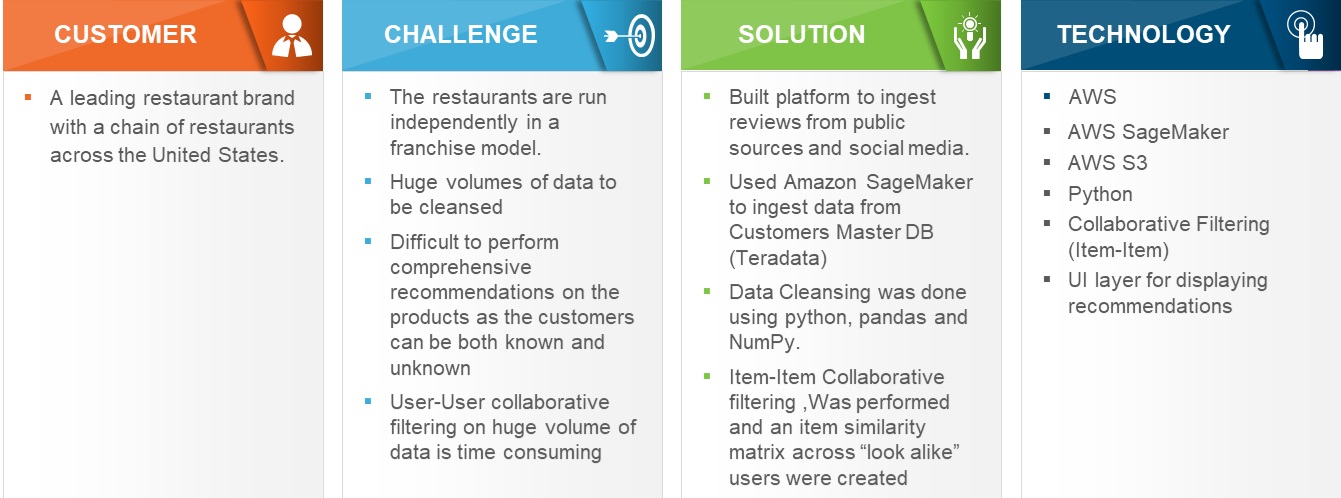 CUSTOMER
A leading restaurant brand
with a chain of restaurants
across the United States.
CHALLENGE
The restaurants are run
independently in a
franchise model.
Huge volumes of data to
be cleansed
Difficult to perform
comprehensive
recommendations on the
products as the customers
can be both known and
unknown
User-User collaborative
filtering on huge volume of
data is time consuming
SOLUTION
Built platform to ingest
reviews from public
sources and social media.
Used Amazon SageMaker
to ingest data from
Customers Master DB
(Teradata)
Data Cleansing was done
using python, pandas and
NumPy.
Item-Item Collaborative
filtering ,Was performed
and an item similarity
matrix across “look alike”
users were created
TECHNOLOGY
AWS
AWS SageMaker
AWS S3
Python
Collaborative Filtering
(Item-Item)
UI layer for displaying
recommendations